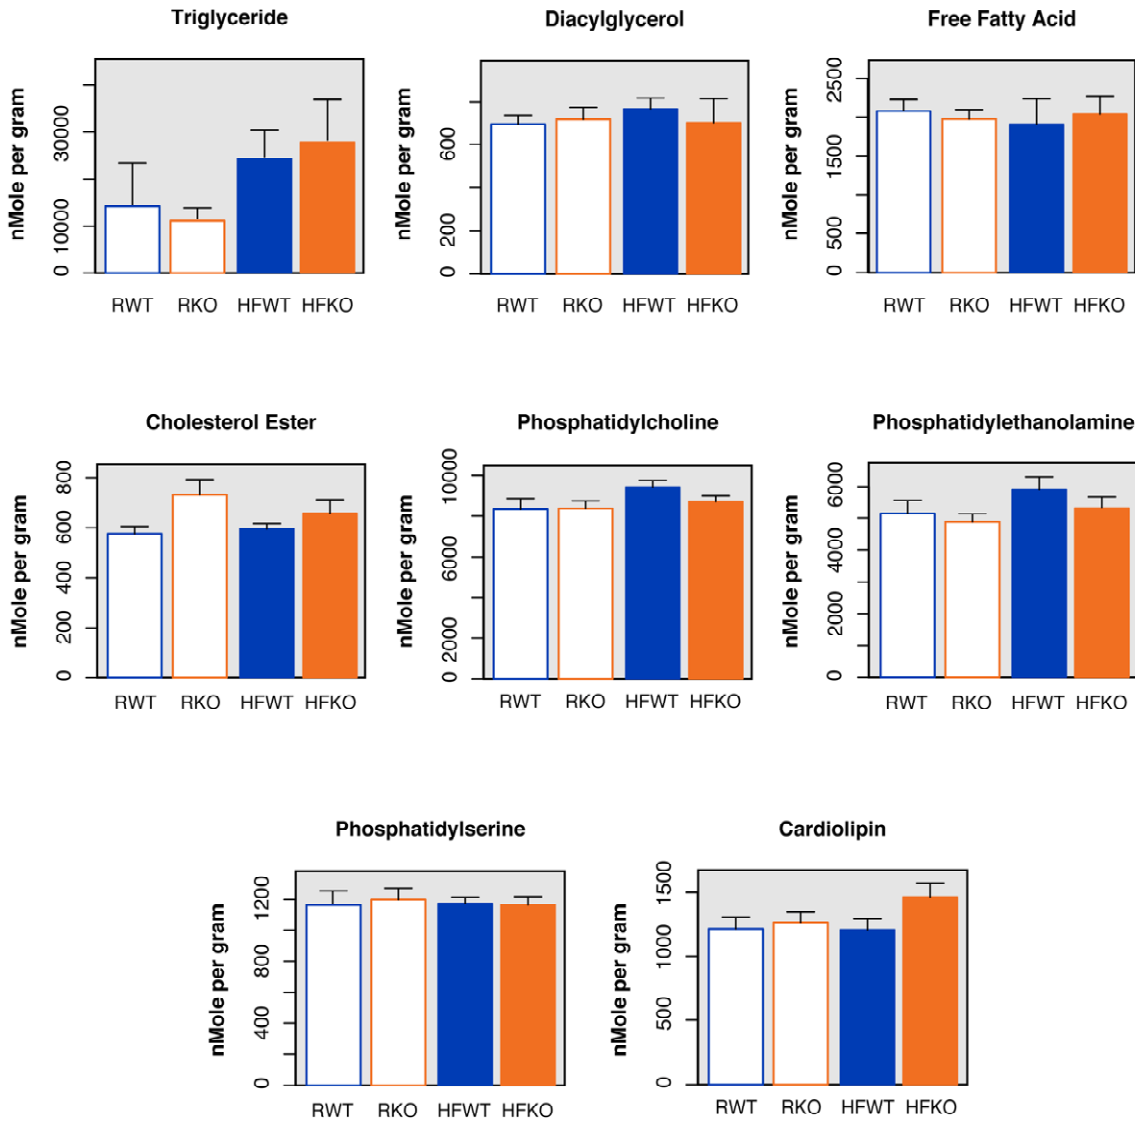 Triglyceride
Diacylglycerol
Free Fatty Acid
nMole per gram
0 10000 30000
nMole per gram
0 200 600
nMole per gram
0 500 1500 2500
RWT RKO HFWT HFKO
RWT RKO HFWT HFKO
RWT RKO HFWT HFKO
Cholesterol Ester
Phosphatidylcholine
Phosphatidylethanolamine
nMole per gram
0 200 400 600 800
nMole per gram
0 2000 6000 10000
nMole per gram
0 2000 4000 6000
RWT RKO HFWT HFKO
RWT RKO HFWT HFKO
RWT RKO HFWT HFKO
Phosphatidylserine
Cardiolipin
nMole per gram
0 400 800 1200
nMole per gram
0 500 1000 1500
RWT RKO HFWT HFKO
RWT RKO HFWT HFKO